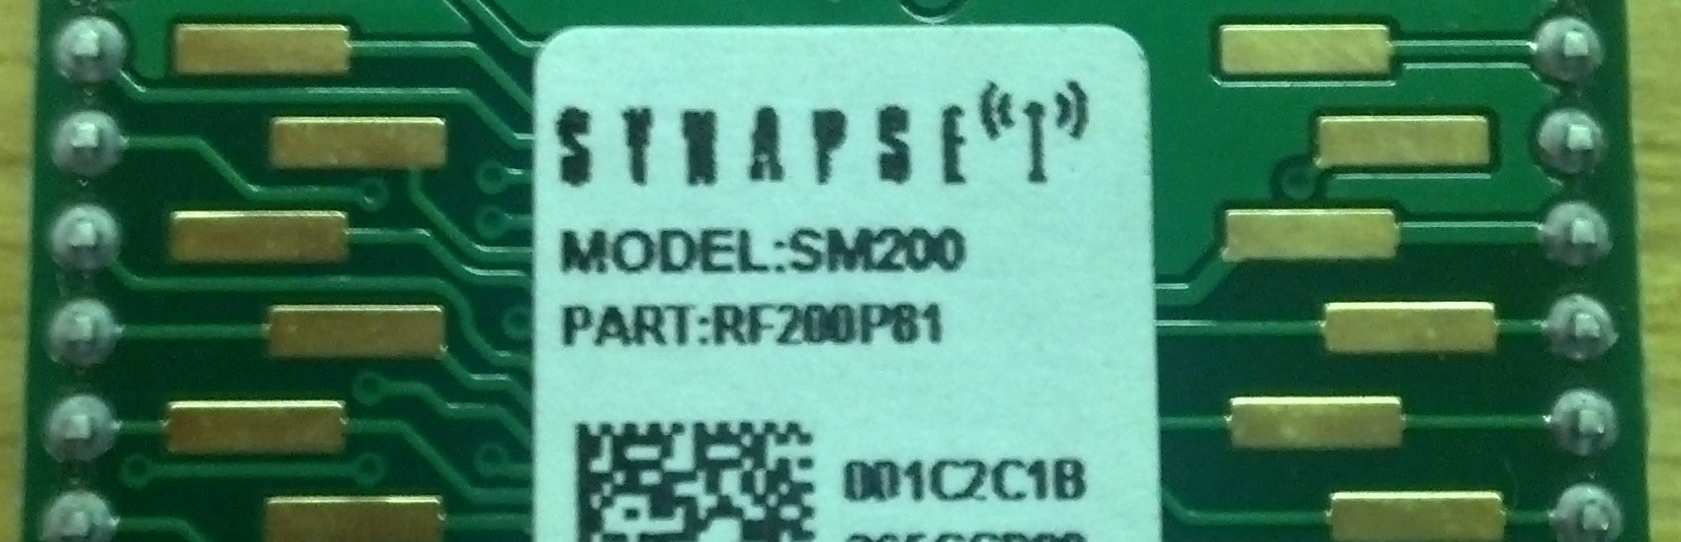 SYNAPSE
MODEL:SM200
PART:RF200P81
001C2C1B